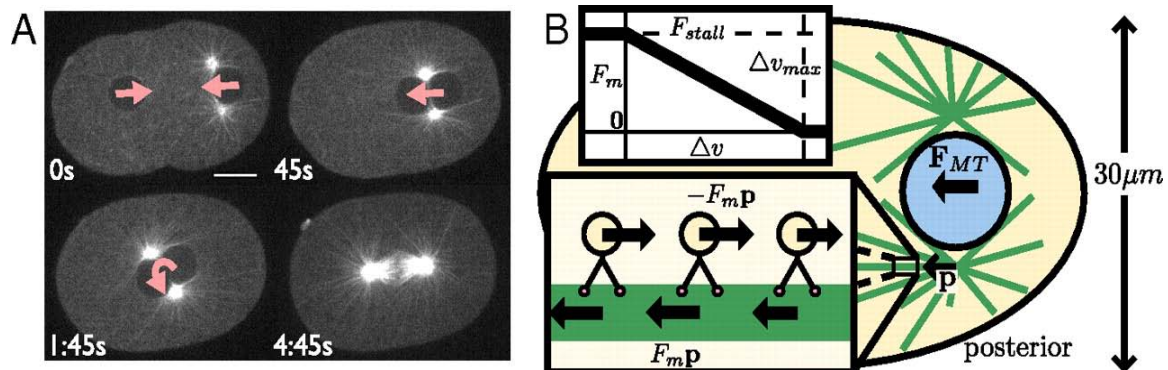 A
0s
45s
1:45s
4:45s
B
F_stall
F_m
Δv_max
0
Δv
-F_m p
F_m p
F_MT
p
30μm
posterior